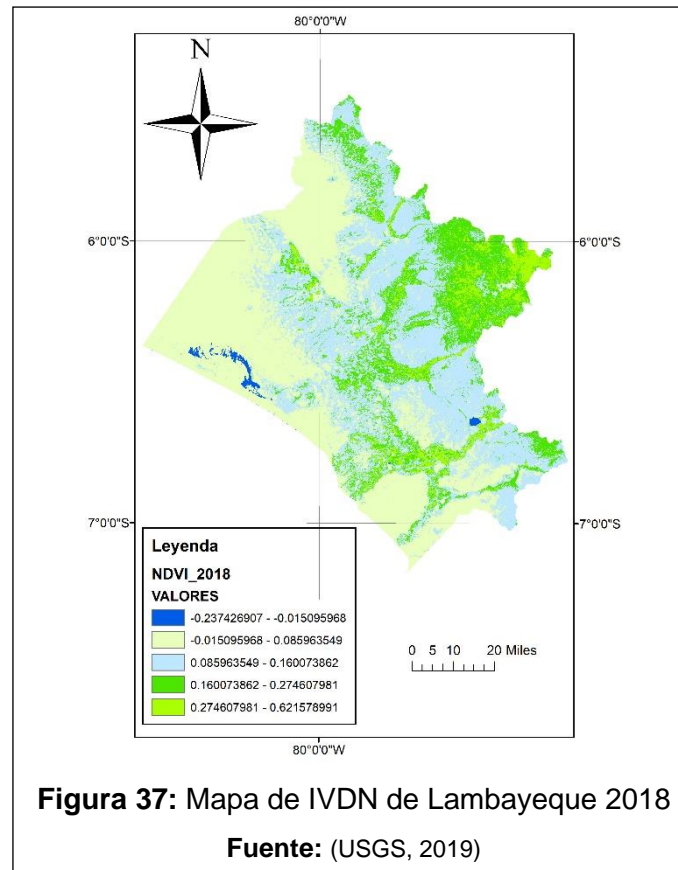 80°0'0"W
N
6°0'0"S
6°0'0"S
7°0'0"S
7°0'0"S
Leyenda
NDVI_2018
VALORES
-0.237426907 - -0.015095968
-0.015095968 - 0.085963549
0.085963549 - 0.160073862
0.160073862 - 0.274607981
0.274607981 - 0.621578991
0 5 10 20 Miles
80°0'0"W
Figura 37: Mapa de IVDN de Lambayeque 2018
Fuente: (USGS, 2019)